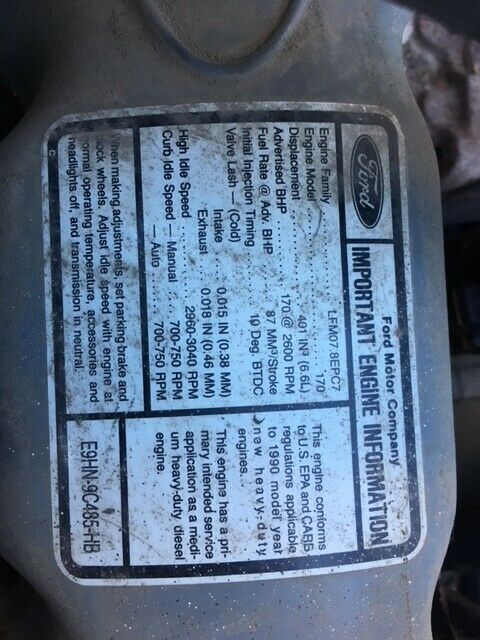 Ford
Ford Motor Company
IMPORTANT ENGINE INFORMATION
Engine Family .......... LFM07.8EPC7
Engine Model .......... 170
Displacement .......... 401 IN³ (6.6L)
Advertised BHP .......... 170 @ 2600 RPM
Fuel Rate @ Adv. BHP 87 MM³/Stroke
Initial Injection Timing 10 Deg. BTDC
Valve Lash — (Cold)
Intake .... 0.015 IN (0.38 MM)
Exhaust .. 0.018 IN (0.46 MM)
High Idle Speed .......... 2960-3040 RPM
Curb Idle Speed — Manual .. 700-750 RPM
— Auto ..... 700-750 RPM
When making adjustments, set parking brake and
block wheels. Adjust idle speed with engine at
normal operating temperature, accessories and
headlights off, and transmission in neutral.
This engine conforms
to U.S. EPA and CARB
regulations applicable
to 1990 model year
new heavy-duty
engines.
This engine has a pri-
mary intended service
application as a medi-
um heavy-duty diesel
engine.
E9HN-9C485-HB